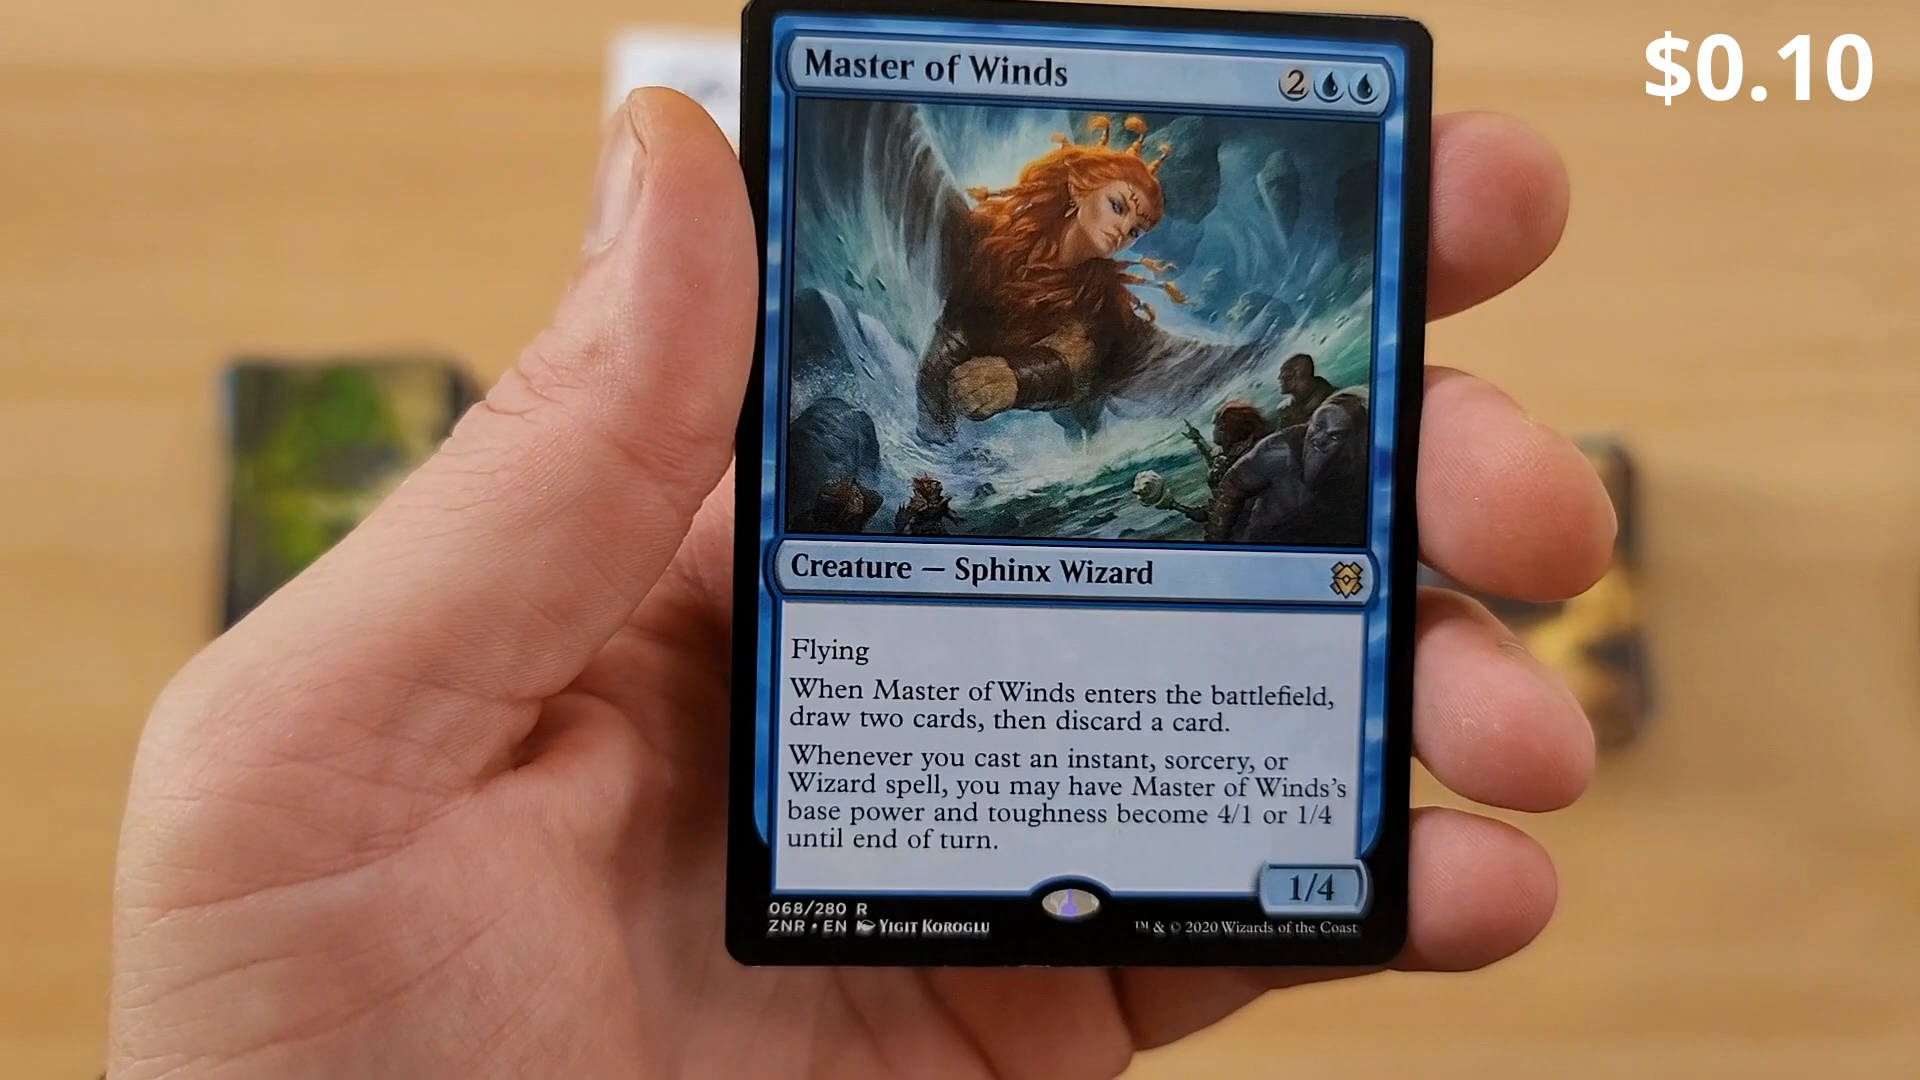 $0.10
Master of Winds
2
Creature — Sphinx Wizard
Flying
When Master of Winds enters the battlefield,
draw two cards, then discard a card.
Whenever you cast an instant, sorcery, or
Wizard spell, you may have Master of Winds's
base power and toughness become 4/1 or 1/4
until end of turn.
1/4
068/280 R
ZNR • EN Yigit Koroglu
™ & © 2020 Wizards of the Coast